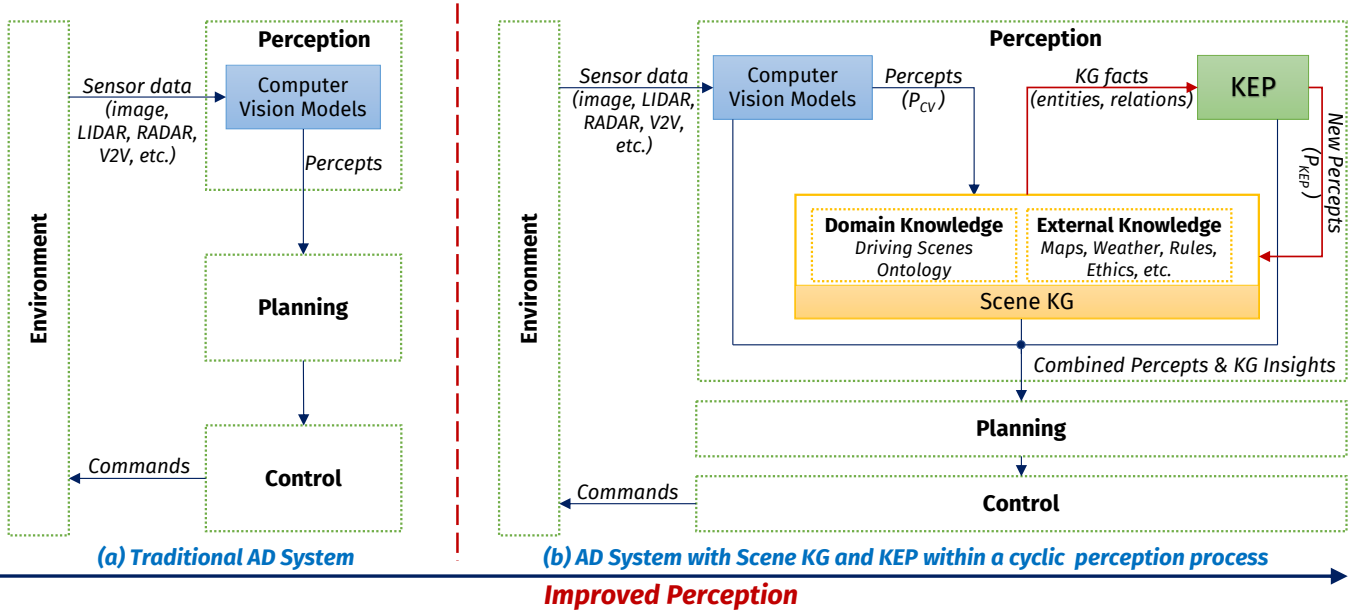 Environment
Perception
Sensor data
(image,
LIDAR, RADAR,
V2V, etc.)
Computer
Vision Models
Percepts
Planning
Control
Commands
(a) Traditional AD System
Environment
Perception
Sensor data
(image, LIDAR,
RADAR, V2V,
etc.)
Computer
Vision Models
Percepts
(P_CV)
KG facts
(entities, relations)
KEP
New Percepts
(P_KEP)
Domain Knowledge
Driving Scenes
Ontology
External Knowledge
Maps, Weather, Rules,
Ethics, etc.
Scene KG
Combined Percepts & KG Insights
Planning
Control
Commands
(b) AD System with Scene KG and KEP within a cyclic perception process
Improved Perception